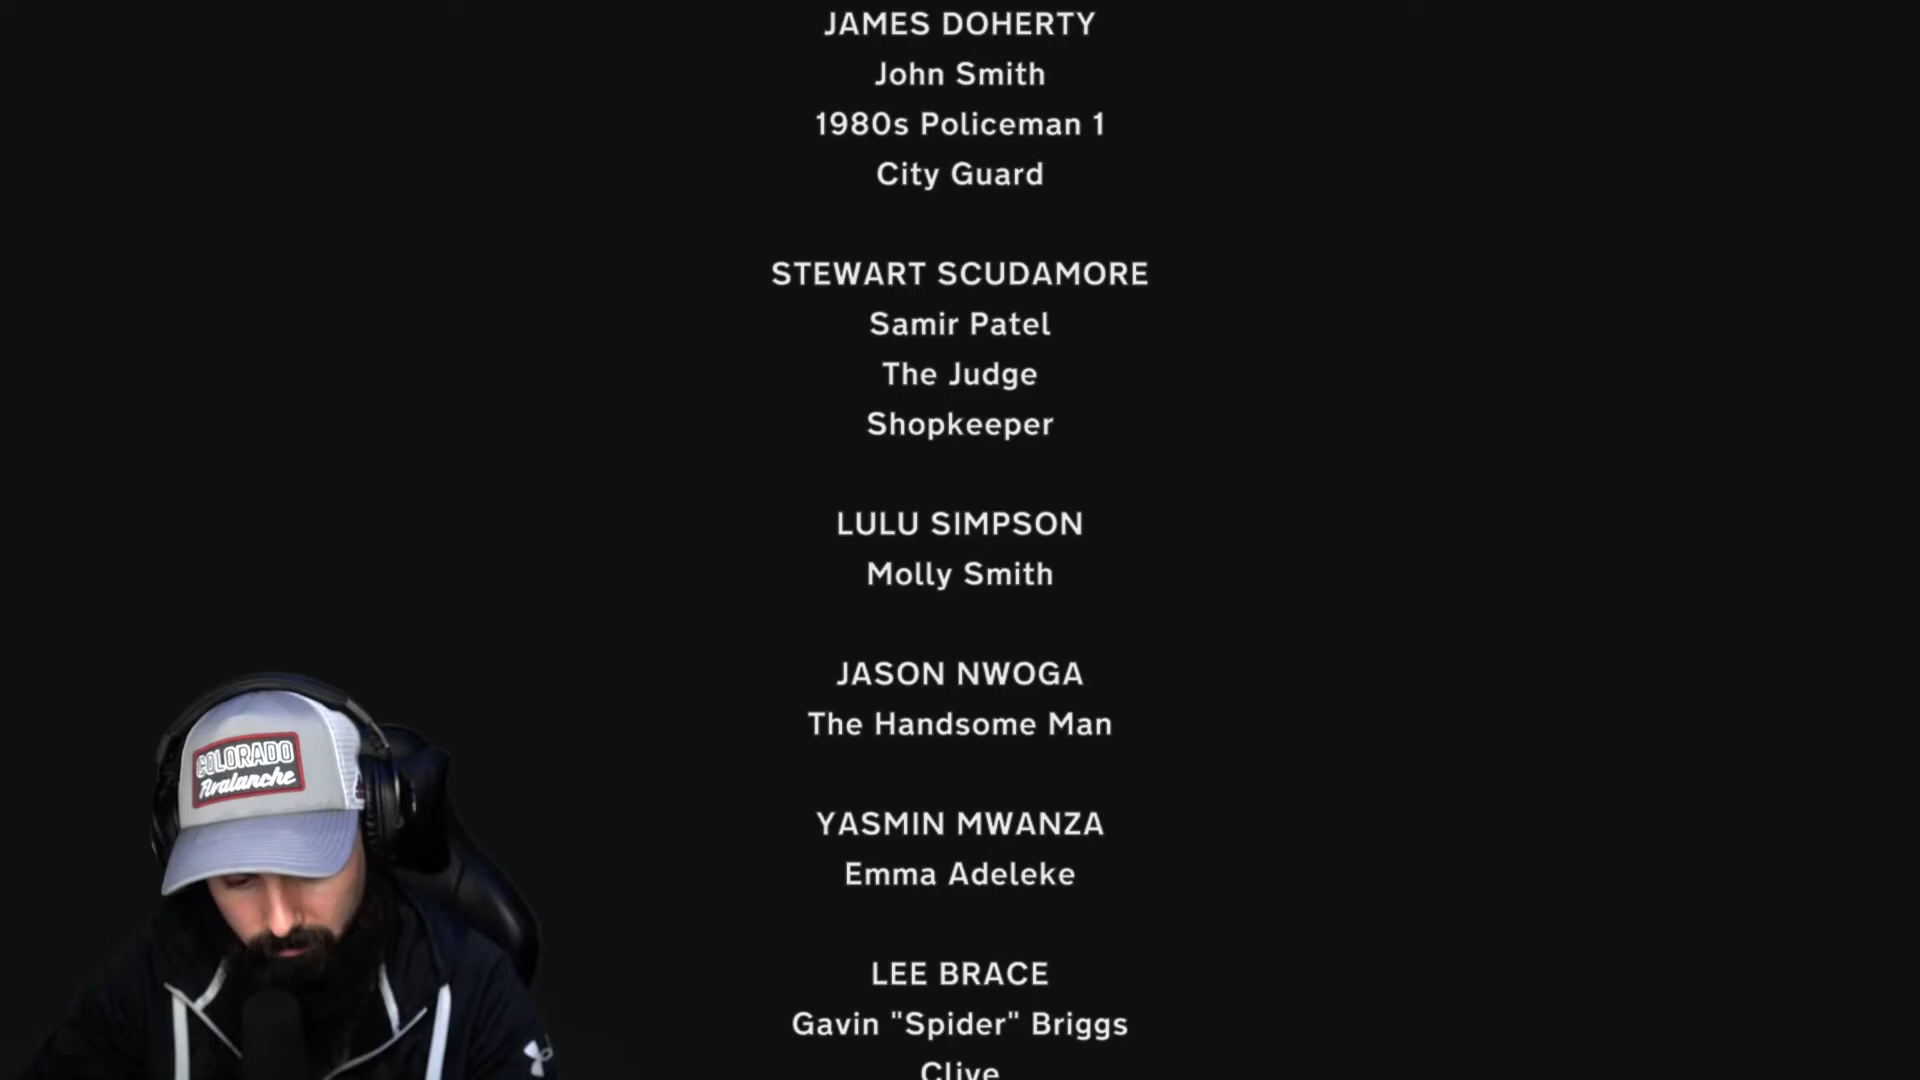 JAMES DOHERTY
John Smith
1980s Policeman 1
City Guard
STEWART SCUDAMORE
Samir Patel
The Judge
Shopkeeper
LULU SIMPSON
Molly Smith
JASON NWOGA
The Handsome Man
YASMIN MWANZA
Emma Adeleke
LEE BRACE
Gavin "Spider" Briggs
Clive
COLORADO
Avalanche